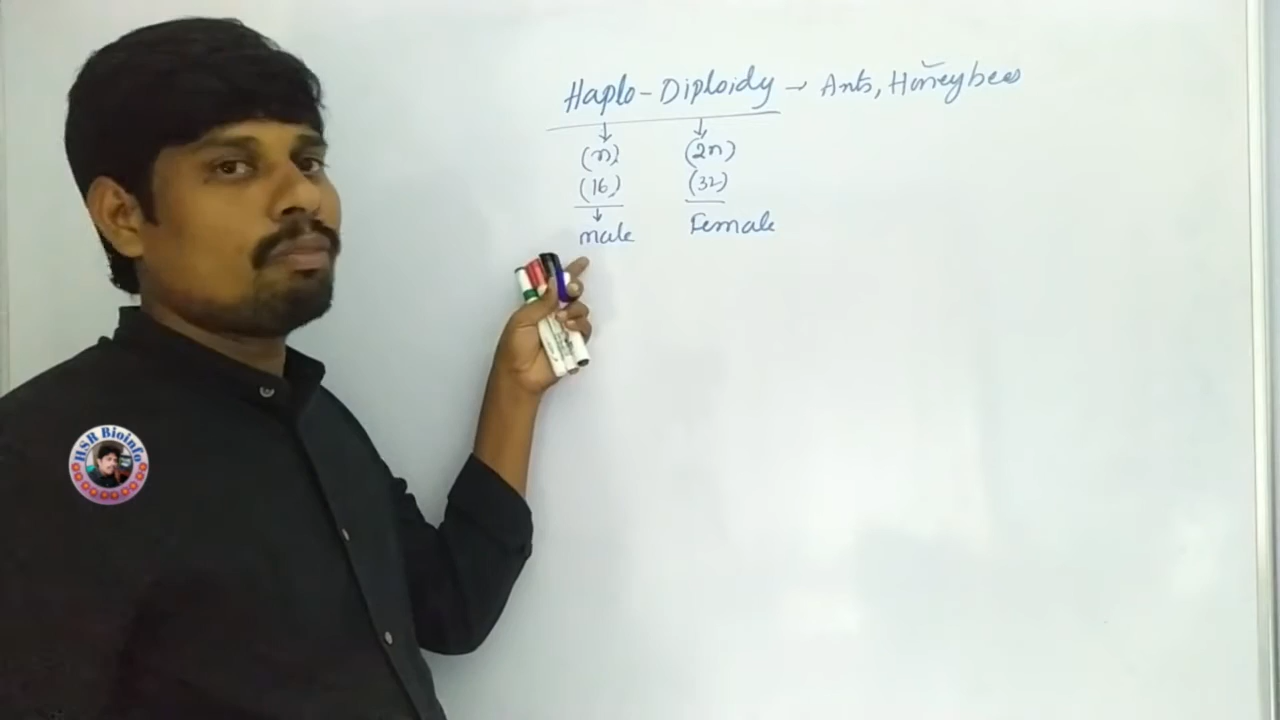 Haplo-Diploidy → Ants, Honeybees
(n) (2n)
(16) (32)
male Female
HSR Bioinfo